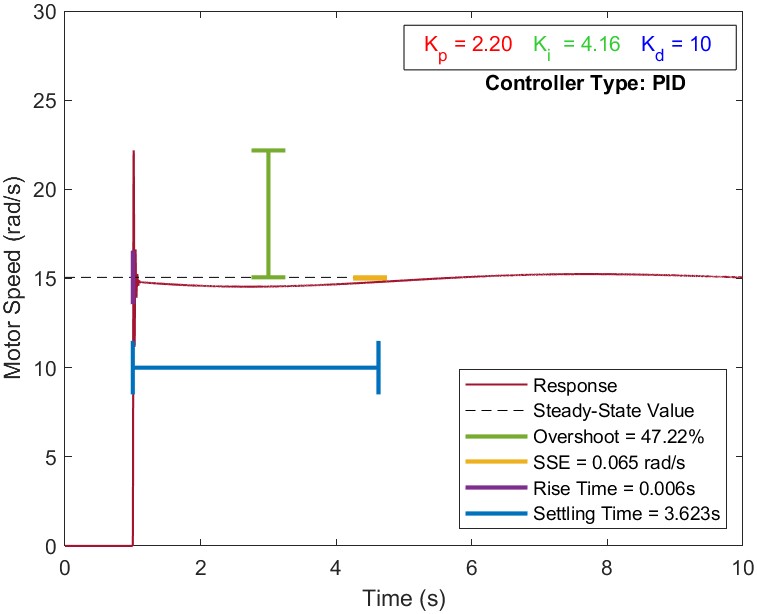 30
25
20
15
10
5
0
Motor Speed (rad/s)
Kp = 2.20 Ki = 4.16 Kd = 10
Controller Type: PID
Response
Steady-State Value
Overshoot = 47.22%
SSE = 0.065 rad/s
Rise Time = 0.006s
Settling Time = 3.623s
0 2 4 6 8 10
Time (s)